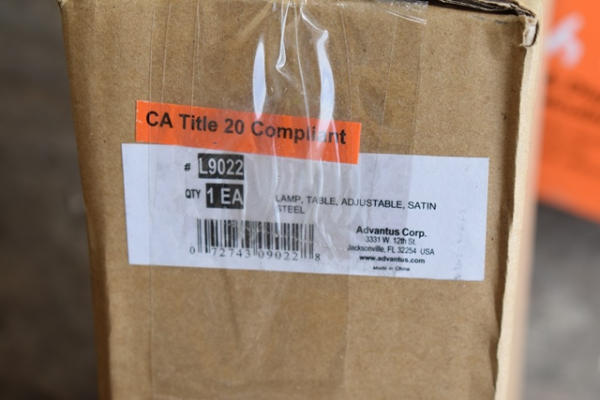 CA Title 20 Compliant
# L9022
QTY 1 EA
LAMP, TABLE, ADJUSTABLE, SATIN
STEEL
0 72743 09022 8
Advantus Corp.
3331 W. 12th St.
Jacksonville, FL 32254 USA
www.advantus.com
Made in China